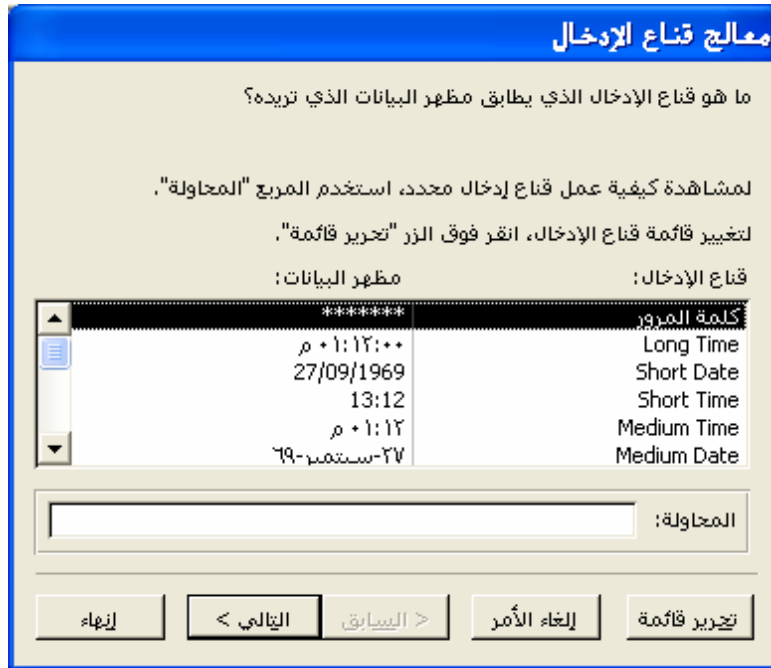 معالج قناع الإدخال
ما هو قناع الإدخال الذي يطابق مظهر البيانات الذي تريده؟
لمشاهدة كيفية عمل قناع إدخال محدد، استخدم المربع "المحاولة".
لتغيير قائمة قناع الإدخال، انقر فوق الزر "تحرير قائمة".
قناع الإدخال: مظهر البيانات:
كلمة المرور *******
Long Time ٠١:١٢:٠٠ م
Short Date 27/09/1969
Short Time 13:12
Medium Time ٠١:١٢ م
Medium Date ٢٧-سبتمبر-٦٩
المحاولة:
تحرير قائمة إلغاء الأمر < السابق التالي > إنهاء